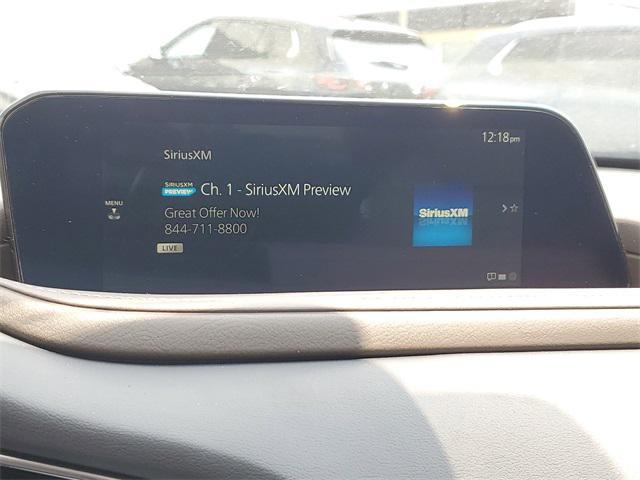 12:18pm
SiriusXM
SIRIUSXM
PREVIEW
Ch. 1 - SiriusXM Preview
MENU
Great Offer Now!
844-711-8800
SiriusXM
LIVE